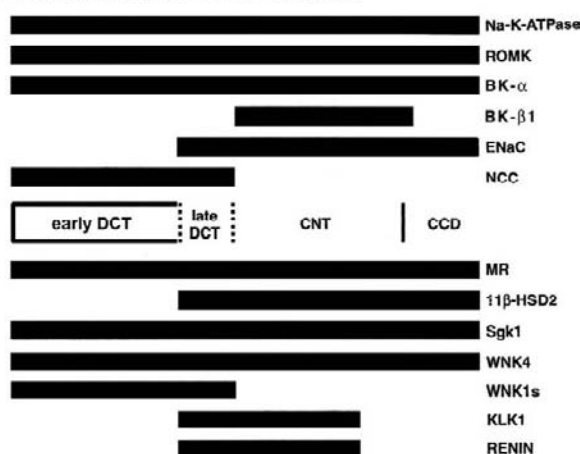 Na-K-ATPase
ROMK
BK-α
BK-β1
ENaC
NCC
early DCT
late
DCT
CNT
CCD
MR
11β-HSD2
Sgk1
WNK4
WNK1s
KLK1
RENIN